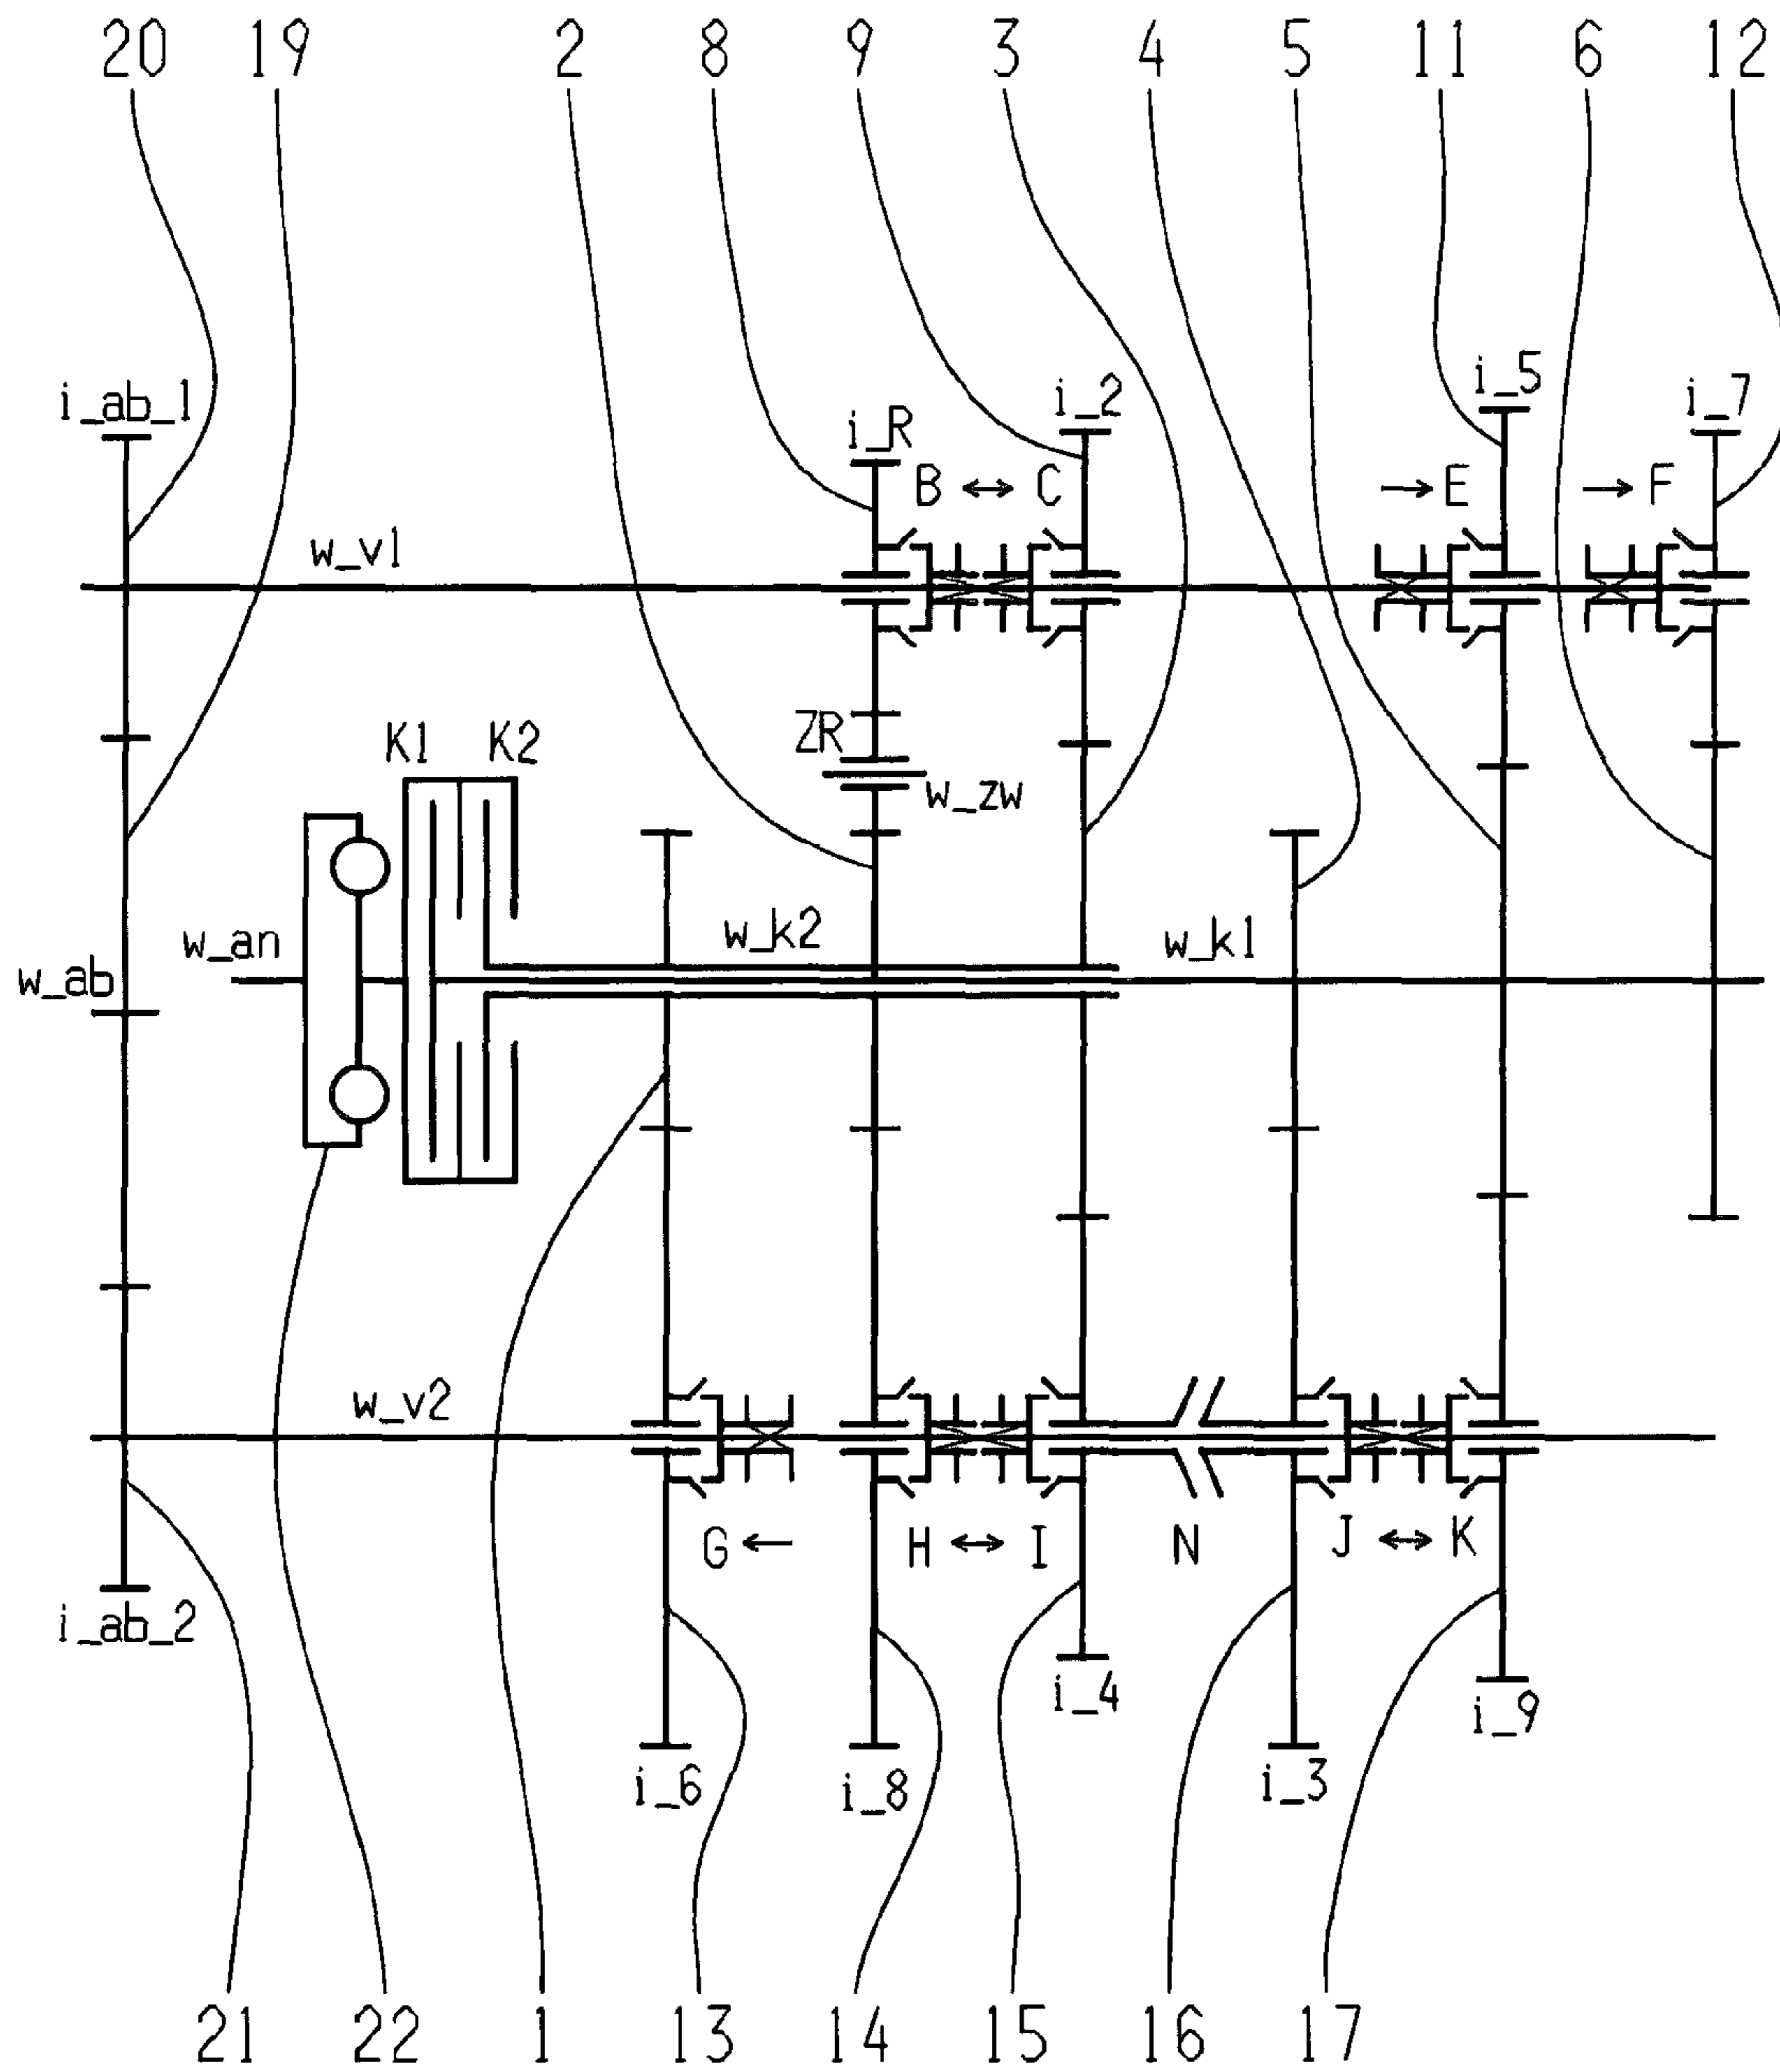 20 19 2 8 9 3 4 5 11 6 12
i_ab_1 i_R i_2 i_5 i_7
B ↔ C → E → F
w_v1
K1 K2 ZR w_zw
w_an w_k2 w_k1
w_ab
w_v2
G ← H ↔ I N J ↔ K
i_ab_2 i_4 i_9
i_6 i_8 i_3
21 22 1 13 14 15 16 17